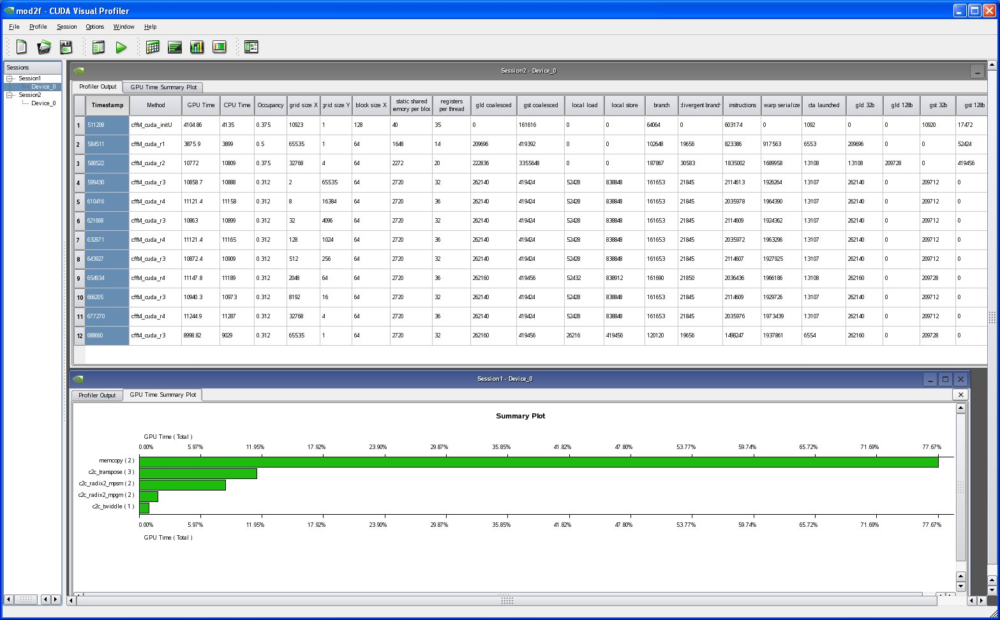 mod2f - CUDA Visual Profiler
File Profile Session Options Window Help
Sessions
Session1
Device_0
Session2
Device_0
Session2 - Device_0
Profiler Output GPU Time Summary Plot
Timestamp Method GPU Time CPU Time Occupancy grid size X grid size Y block size X static shared emory per bloc registers per thread gld coalesced gst coalesced local load local store branch divergent branch instructions warp serialize cta launched gld 32b gld 128b gst 32b gst 128b
1 511208 cfft4_cuda_initU 4104.86 4135 0.375 10923 1 128 40 35 0 161616 0 0 64064 0 603174 0 1092 0 0 10920 17472
2 584511 cfft4_cuda_r1 3875.9 3899 0.5 65535 1 64 1648 14 209696 419392 0 0 102648 19656 823386 917563 6553 209696 0 0 52424
3 588522 cfft4_cuda_r2 10772 10809 0.375 32768 4 64 2272 20 222836 3355648 0 0 187867 30583 1835002 1689958 13108 13108 209728 0 419456
4 599430 cfft4_cuda_r3 10858.7 10888 0.312 2 65535 64 2720 32 262140 419424 52428 838848 161653 21845 2114613 1926264 13107 262140 0 209712 0
5 610416 cfft4_cuda_r4 11121.4 11158 0.312 8 16384 64 2720 36 262140 419424 52428 838848 161653 21845 2035978 1964390 13107 262140 0 209712 0
6 621668 cfft4_cuda_r3 10863 10899 0.312 32 4096 64 2720 32 262140 419424 52428 838848 161653 21845 2114609 1924362 13107 262140 0 209712 0
7 632671 cfft4_cuda_r4 11121.4 11165 0.312 128 1024 64 2720 36 262140 419424 52428 838848 161653 21845 2035972 1963296 13107 262140 0 209712 0
8 643927 cfft4_cuda_r3 10872.4 10909 0.312 512 256 64 2720 32 262140 419424 52428 838848 161653 21845 2114607 1927925 13107 262140 0 209712 0
9 654934 cfft4_cuda_r4 11147.8 11189 0.312 2048 64 64 2720 36 262160 419456 52432 838912 161690 21850 2036436 1966186 13108 262160 0 209728 0
10 666205 cfft4_cuda_r3 10940.3 10973 0.312 8192 16 64 2720 32 262140 419424 52428 838848 161653 21845 2114609 1929726 13107 262140 0 209712 0
11 677270 cfft4_cuda_r4 11244.9 11287 0.312 32768 4 64 2720 36 262140 419424 52428 838848 161653 21845 2035976 1973439 13107 262140 0 209712 0
12 688660 cfft4_cuda_r3 8998.82 9029 0.312 65535 1 64 2720 32 262160 419456 26216 419456 120120 19656 1498247 1937861 6554 262160 0 209728 0
Session1 - Device_0
Profiler Output GPU Time Summary Plot
Summary Plot
GPU Time ( Total )
0.00% 5.97% 11.95% 17.92% 23.90% 29.87% 35.85% 41.82% 47.80% 53.77% 59.74% 65.72% 71.69% 77.67%
memcopy ( 2 )
c2c_transpose ( 3 )
c2c_radix2_mpsm ( 2 )
c2c_radix2_mpgm ( 2 )
c2c_twiddle ( 1 )
0.00% 5.97% 11.95% 17.92% 23.90% 29.87% 35.85% 41.82% 47.80% 53.77% 59.74% 65.72% 71.69% 77.67%
GPU Time ( Total )